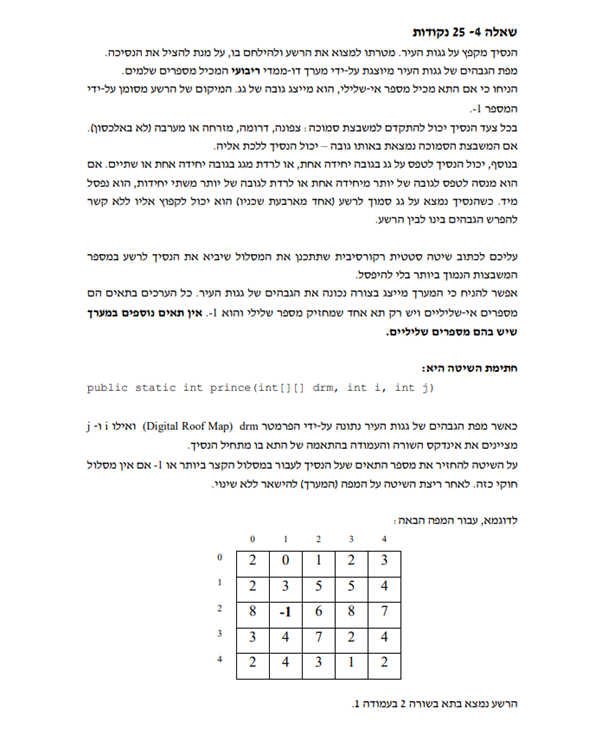 שאלה 4- 25 נקודות
הנסיך מקפץ על גגות העיר. מטרתו למצוא את הרשע ולהילחם בו, על מנת להציל את הנסיכה.
מפת הגבהים של גגות העיר מיוצגת על-ידי מערך דו-ממדי ריבועי המכיל מספרים שלמים.
הניחו כי אם התא מכיל מספר אי-שלילי, הוא מייצג גובה של גג. המיקום של הרשע מסומן על-ידי
המספר 1-.
בכל צעד הנסיך יכול להתקדם למשבצת סמוכה: צפונה, דרומה, מזרחה או מערבה (לא באלכסון).
אם המשבצת הסמוכה נמצאת באותו גובה – יכול הנסיך ללכת אליה.
בנוסף, יכול הנסיך לטפס על גג בגובה יחידה אחת, או לרדת מגג בגובה יחידה אחת או שתיים. אם
הוא מנסה לטפס לגובה של יותר מיחידה אחת או לרדת לגובה של יותר משתי יחידות, הוא נפסל
מיד. כשהנסיך נמצא על גג סמוך לרשע (אחד מארבעת שכניו) הוא יכול לקפוץ אליו ללא קשר
להפרש הגבהים בינו לבין הרשע.
עליכם לכתוב שיטה סטטית רקורסיבית שתתכנן את המסלול שיביא את הנסיך לרשע במספר
המשבצות הנמוך ביותר בלי להיפסל.
אפשר להניח כי המערך מייצג בצורה נכונה את הגבהים של גגות העיר. כל הערכים בתאים הם
מספרים אי-שליליים ויש רק תא אחד שמחזיק מספר שלילי והוא 1-. אין תאים נוספים במערך
שיש בהם מספרים שליליים.
חתימת השיטה היא:
public static int prince(int[][] drm, int i, int j)
כאשר מפת הגבהים של גגות העיר נתונה על-ידי הפרמטר drm (Digital Roof Map) ואילו i ו- j
מציינים את אינדקס השורה והעמודה בהתאמה של התא בו מתחיל הנסיך.
על השיטה להחזיר את מספר התאים שעל הנסיך לעבור במסלול הקצר ביותר או 1- אם אין מסלול
חוקי כזה. לאחר ריצת השיטה על המפה (המערך) להישאר ללא שינוי.
לדוגמא, עבור המפה הבאה:
0 1 2 3 4
0 2 0 1 2 3
1 2 3 5 5 4
2 8 -1 6 8 7
3 3 4 7 2 4
4 2 4 3 1 2
הרשע נמצא בתא בשורה 2 בעמודה 1.